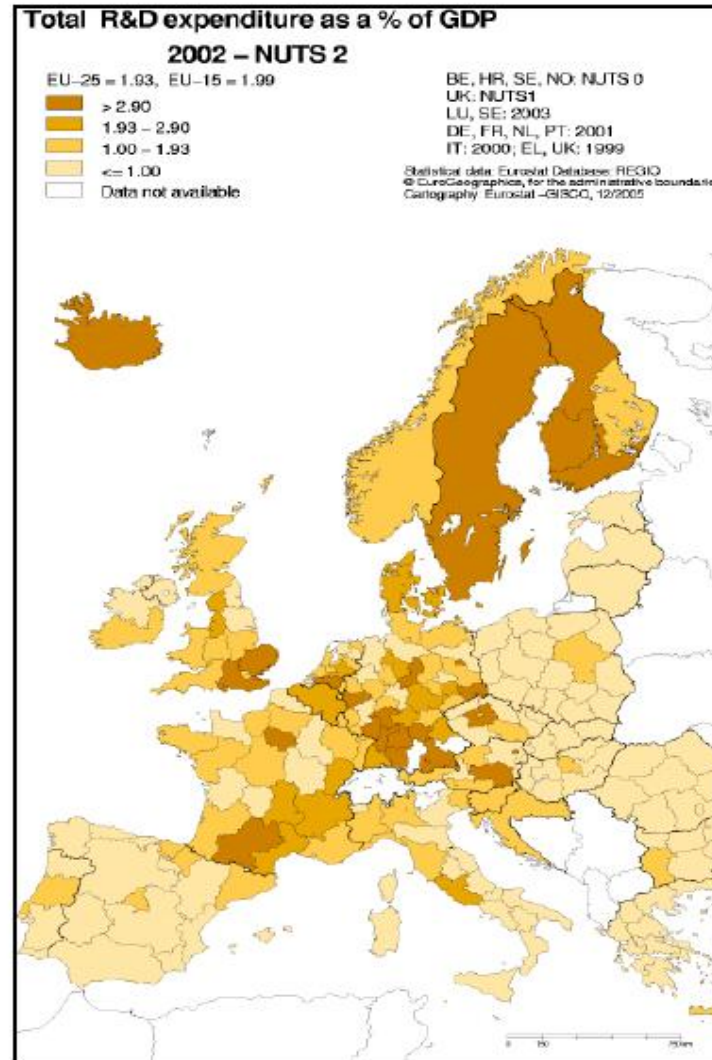 Total R&D expenditure as a % of GDP
2002 – NUTS 2
EU-25 = 1.93, EU-15 = 1.99
> 2.90
1.93 – 2.90
1.00 – 1.93
<= 1.00
Data not available
BE, HR, SE, NO: NUTS 0
UK: NUTS1
LU, SE: 2003
DE, FR, NL, PT: 2001
IT: 2000; EL, UK: 1999
Statistical data: Eurostat Database: REGIO
© EuroGeographics, for the administrative boundarie
Cartography: Eurostat –GISCO, 12/2005
0